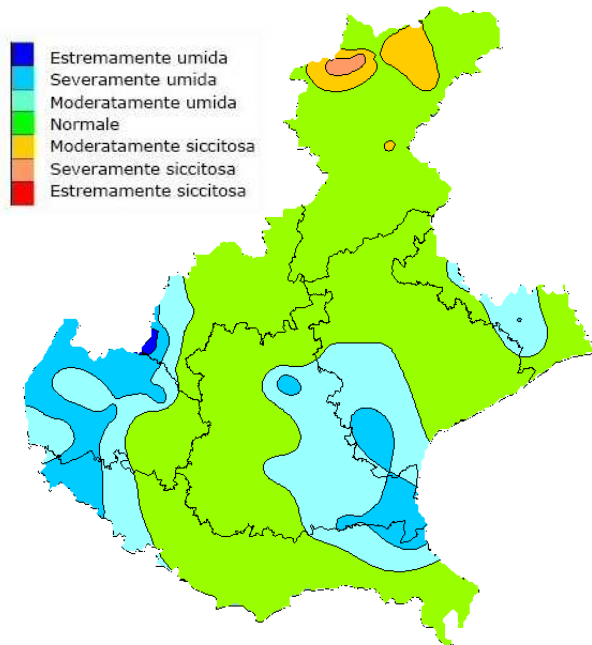 Estremamente umida
Severamente umida
Moderatamente umida
Normale
Moderatamente siccitosa
Severamente siccitosa
Estremamente siccitosa